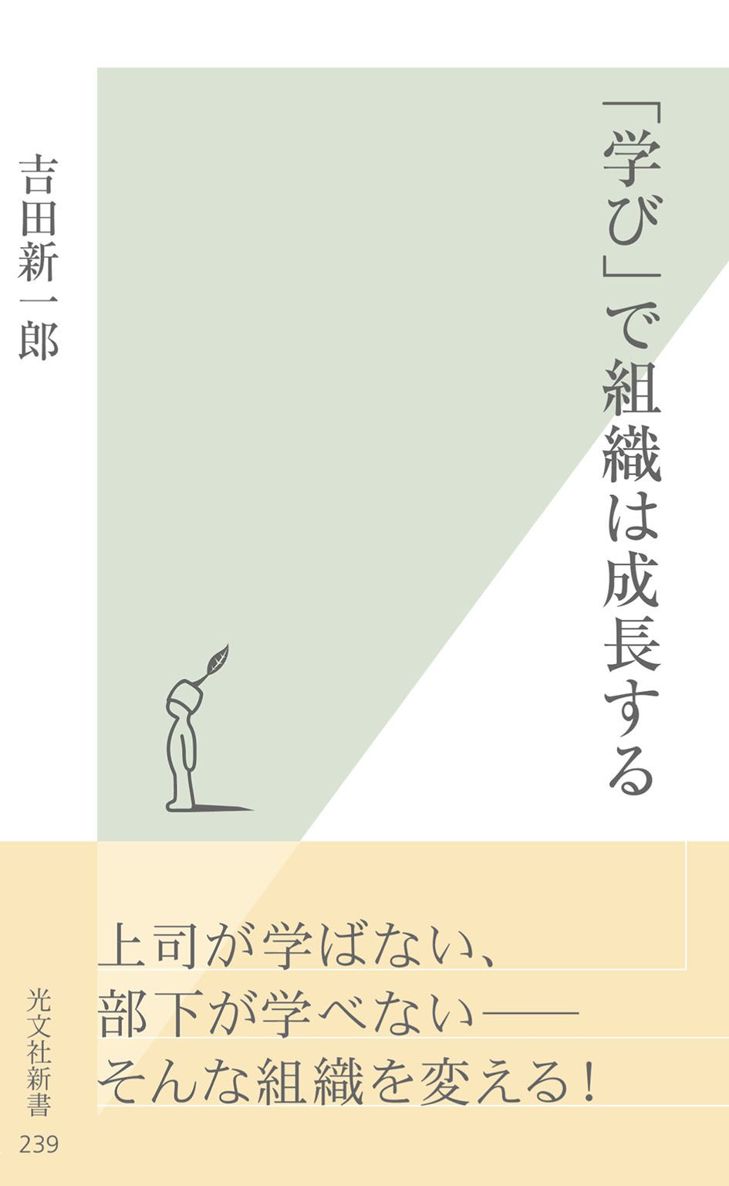 「学び」で組織は成長する
吉田新一郎
上司が学ばない、
部下が学べない――
そんな組織を変える！
光文社新書
239